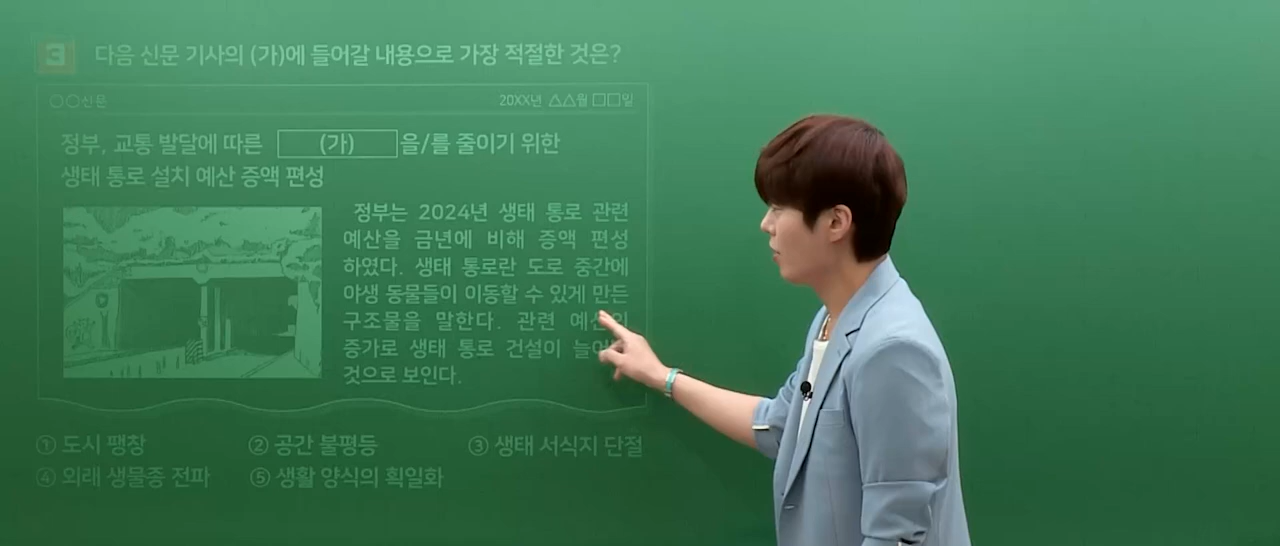 3 다음 신문 기사의 (가)에 들어갈 내용으로 가장 적절한 것은?
○○신문 20XX년 △△월 □□일
정부, 교통 발달에 따른 (가) 을/를 줄이기 위한
생태 통로 설치 예산 증액 편성
정부는 2024년 생태 통로 관련
예산을 금년에 비해 증액 편성
하였다. 생태 통로란 도로 중간에
야생 동물들이 이동할 수 있게 만든
구조물을 말한다. 관련
증가로 생태 통로 건설이
것으로 보인다.
① 도시 팽창 ② 공간 불평등 ③ 생태 서식지 단절
④ 외래 생물종 전파 ⑤ 생활 양식의 획일화